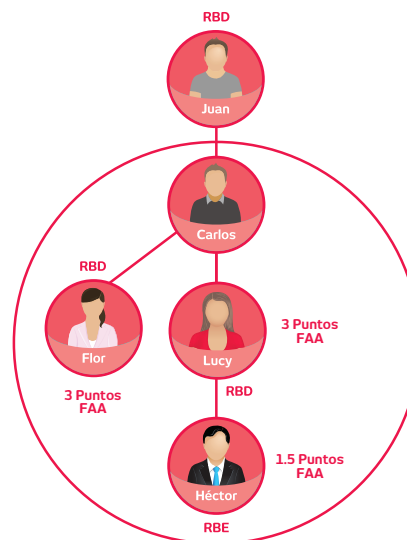 RBD
Juan
Carlos
RBD
Flor
3 Puntos
FAA
Lucy
3 Puntos
FAA
RBD
Héctor
1.5 Puntos
FAA
RBE